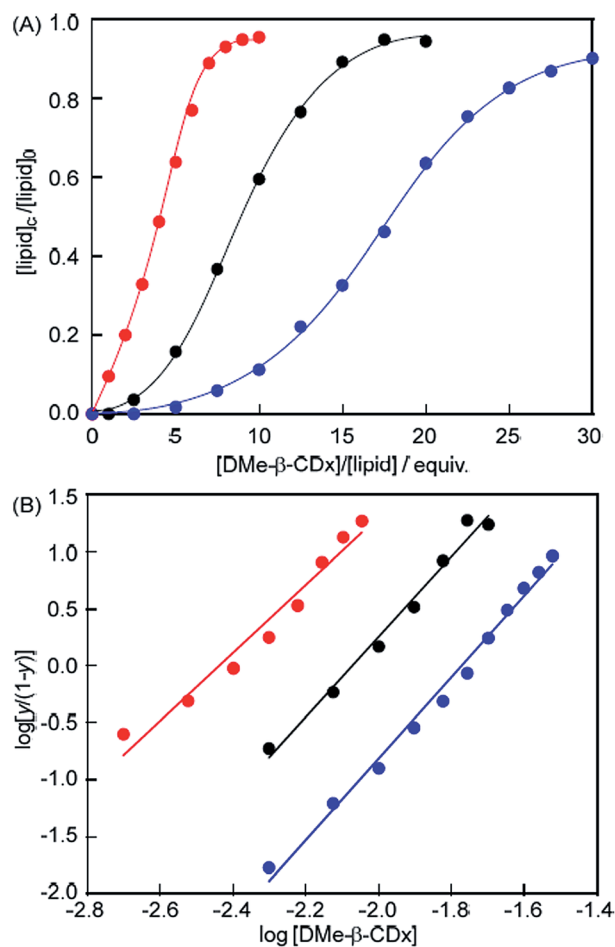 (A)
1.0
0.8
0.6
0.4
0.2
0.0
[lipid]c/[lipid]0
0 5 10 15 20 25 30
[DMe-β-CDx]/[lipid] / equiv.
(B)
1.5
1.0
0.5
0.0
-0.5
-1.0
-1.5
-2.0
log[y/(1-y)]
-2.8 -2.6 -2.4 -2.2 -2.0 -1.8 -1.6 -1.4
log [DMe-β-CDx]